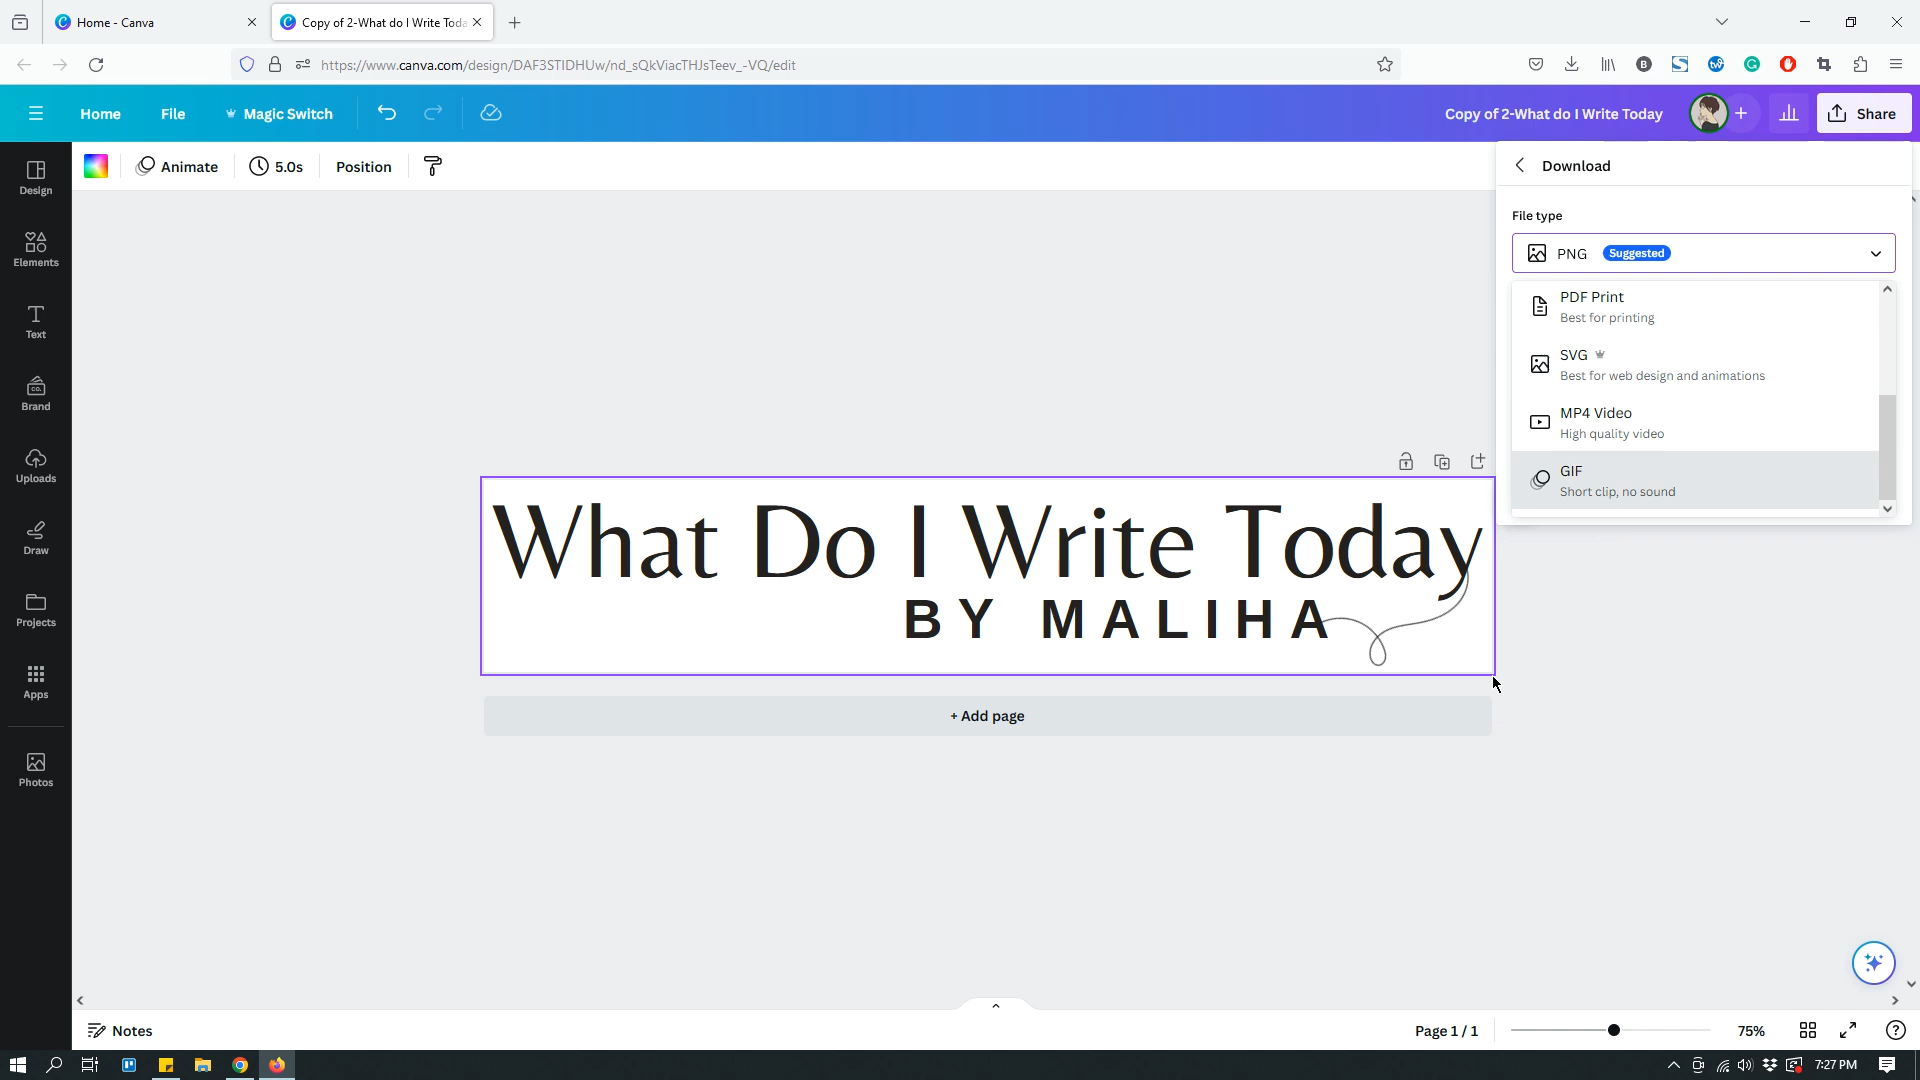 Home - Canva
Copy of 2-What do I Write Toda
https://www.canva.com/design/DAF3STIDHUw/nd_sQkViacTHJsTeev_-VQ/edit
Home
File
Magic Switch
Copy of 2-What do I Write Today
Share
Animate
5.0s
Position
Design
Elements
Text
Brand
Uploads
Draw
Projects
Apps
Photos
Download
File type
PNG Suggested
PDF Print
Best for printing
SVG
Best for web design and animations
MP4 Video
High quality video
GIF
Short clip, no sound
What Do I Write Today
BY MALIHA
+ Add page
Notes
Page 1 / 1
75%
7:27 PM